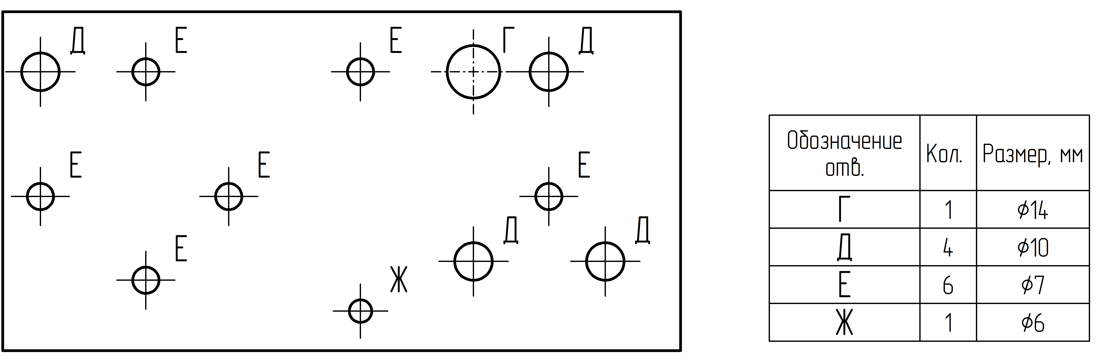 Д Е Е Г Д
Е Е Е
Е Д Д
Ж
Обозначение отв. Кол. Размер, мм
Г 1 ϕ14
Д 4 ϕ10
Е 6 ϕ7
Ж 1 ϕ6